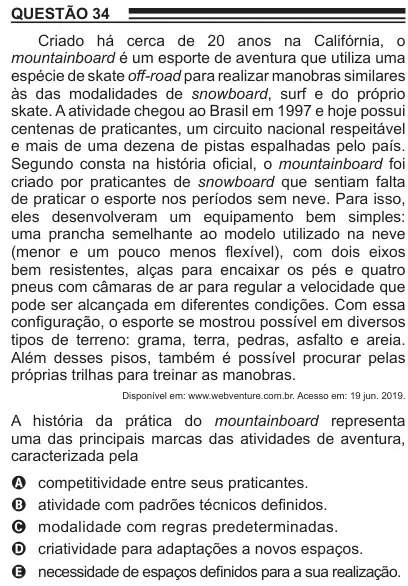 QUESTÃO 34
Criado há cerca de 20 anos na Califórnia, o
mountainboard é um esporte de aventura que utiliza uma
espécie de skate off-road para realizar manobras similares
às das modalidades de snowboard, surf e do próprio
skate. A atividade chegou ao Brasil em 1997 e hoje possui
centenas de praticantes, um circuito nacional respeitável
e mais de uma dezena de pistas espalhadas pelo país.
Segundo consta na história oficial, o mountainboard foi
criado por praticantes de snowboard que sentiam falta
de praticar o esporte nos períodos sem neve. Para isso,
eles desenvolveram um equipamento bem simples:
uma prancha semelhante ao modelo utilizado na neve
(menor e um pouco menos flexível), com dois eixos
bem resistentes, alças para encaixar os pés e quatro
pneus com câmaras de ar para regular a velocidade que
pode ser alcançada em diferentes condições. Com essa
configuração, o esporte se mostrou possível em diversos
tipos de terreno: grama, terra, pedras, asfalto e areia.
Além desses pisos, também é possível procurar pelas
próprias trilhas para treinar as manobras.
Disponível em: www.webventure.com.br. Acesso em: 19 jun. 2019.
A história da prática do mountainboard representa
uma das principais marcas das atividades de aventura,
caracterizada pela
A competitividade entre seus praticantes.
B atividade com padrões técnicos definidos.
C modalidade com regras predeterminadas.
D criatividade para adaptações a novos espaços.
E necessidade de espaços definidos para a sua realização.